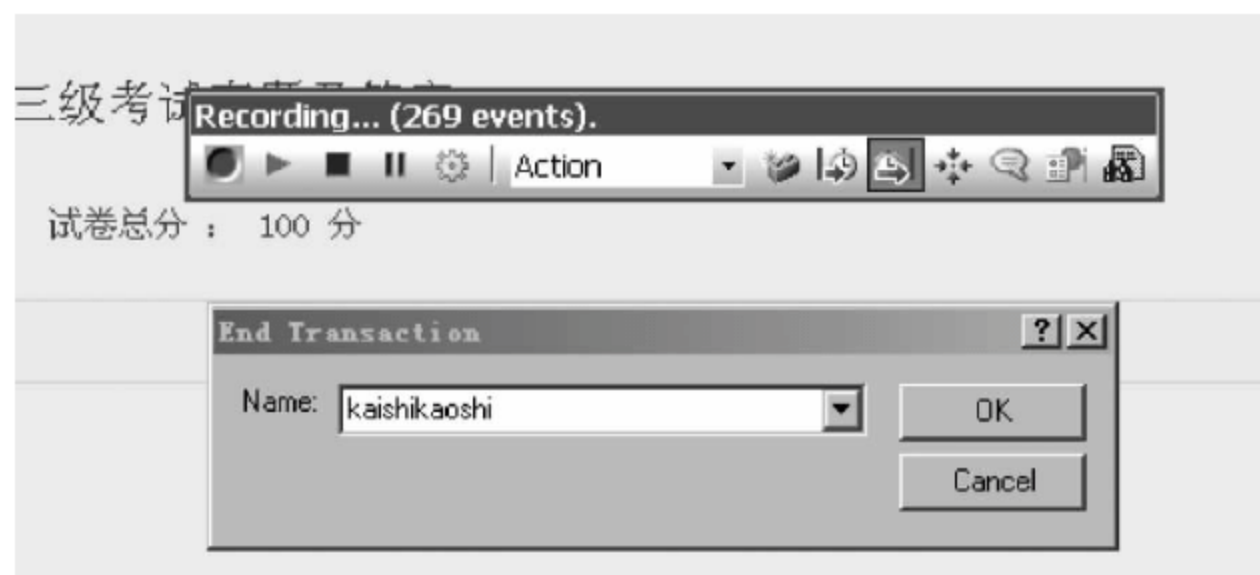 三级考试
Recording... (269 events).
Action
试卷总分 : 100 分
End Transaction
Name: kaishikaoshi
OK
Cancel